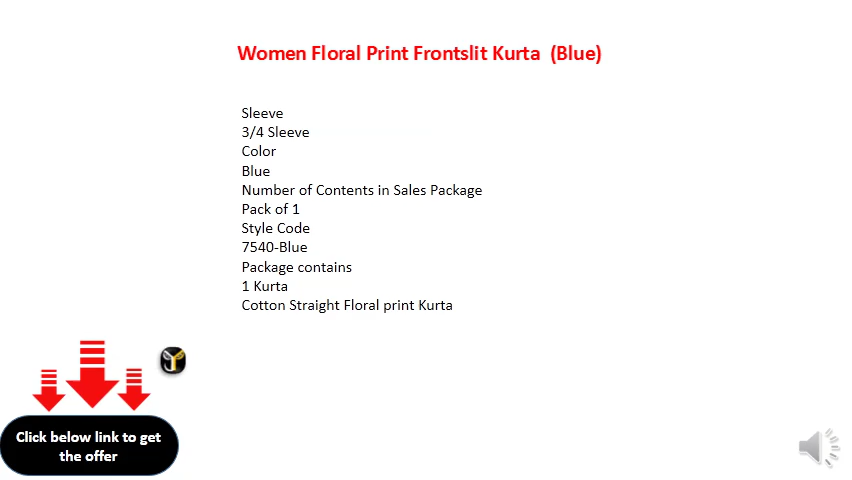 Women Floral Print Frontslit Kurta  (Blue)
Sleeve
3/4 Sleeve
Color
Blue
Number of Contents in Sales Package
Pack of 1
Style Code
7540-Blue
Package contains
1 Kurta
Cotton Straight Floral print Kurta
Click below link to get
the offer